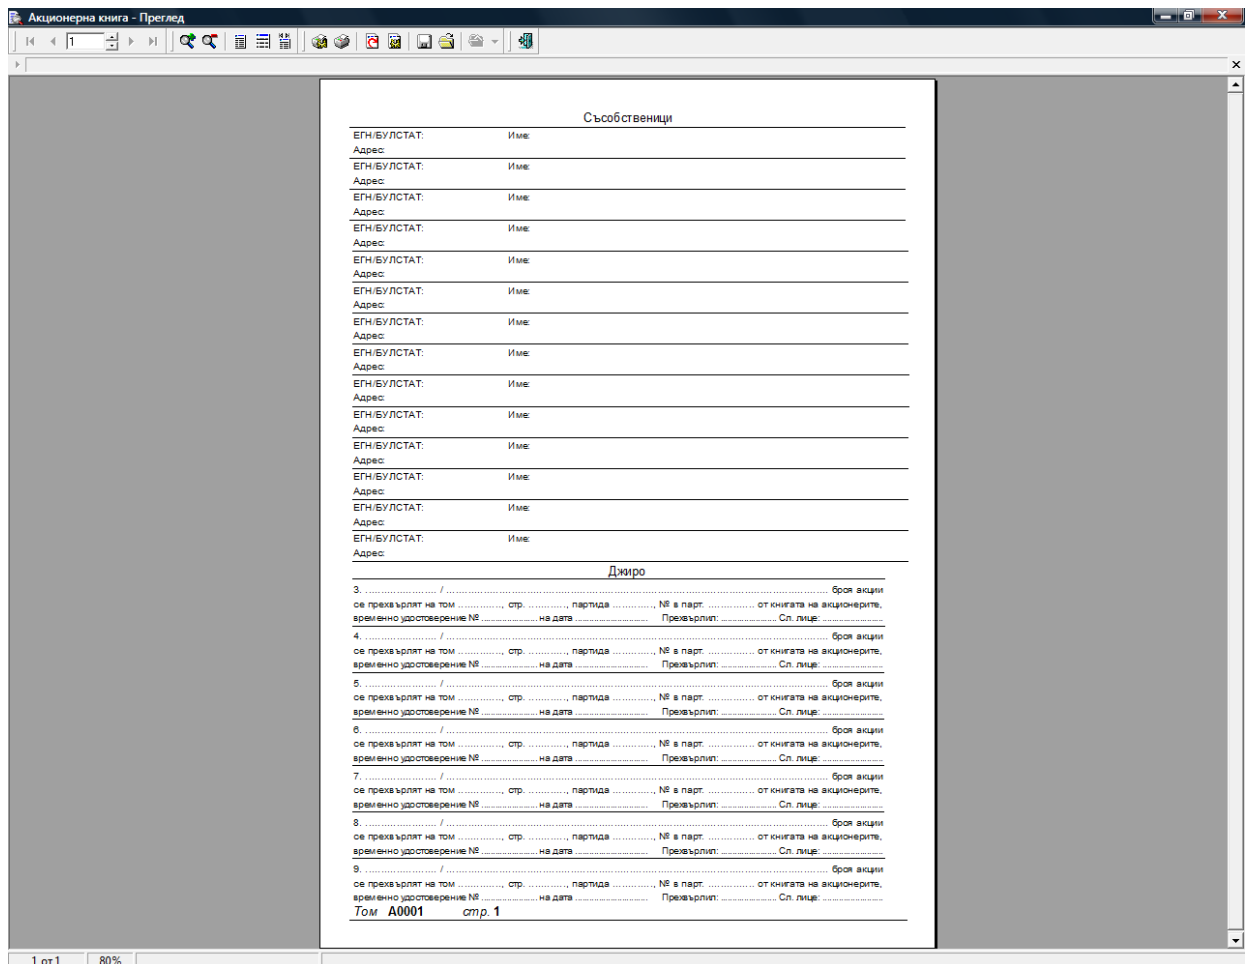 Акционерна книга - Преглед
1
Съсобственици
ЕГН/БУЛСТАТ: Име:
Адрес:
ЕГН/БУЛСТАТ: Име:
Адрес:
ЕГН/БУЛСТАТ: Име:
Адрес:
ЕГН/БУЛСТАТ: Име:
Адрес:
ЕГН/БУЛСТАТ: Име:
Адрес:
ЕГН/БУЛСТАТ: Име:
Адрес:
ЕГН/БУЛСТАТ: Име:
Адрес:
ЕГН/БУЛСТАТ: Име:
Адрес:
ЕГН/БУЛСТАТ: Име:
Адрес:
ЕГН/БУЛСТАТ: Име:
Адрес:
ЕГН/БУЛСТАТ: Име:
Адрес:
ЕГН/БУЛСТАТ: Име:
Адрес:
ЕГН/БУЛСТАТ: Име:
Адрес:
ЕГН/БУЛСТАТ: Име:
Адрес:
Джиро
3. ........................ / ........................ броя акции
се прехвърлят на том .............., стр. ............, партида ............., № в парт. ............... от книгата на акционерите,
временно удостоверение № ................ на дата ................ Прехвърлил: ................ Сл. лице: ................
4. ........................ / ........................ броя акции
се прехвърлят на том .............., стр. ............, партида ............., № в парт. ............... от книгата на акционерите,
временно удостоверение № ................ на дата ................ Прехвърлил: ................ Сл. лице: ................
5. ........................ / ........................ броя акции
се прехвърлят на том .............., стр. ............, партида ............., № в парт. ............... от книгата на акционерите,
временно удостоверение № ................ на дата ................ Прехвърлил: ................ Сл. лице: ................
6. ........................ / ........................ броя акции
се прехвърлят на том .............., стр. ............, партида ............., № в парт. ............... от книгата на акционерите,
временно удостоверение № ................ на дата ................ Прехвърлил: ................ Сл. лице: ................
7. ........................ / ........................ броя акции
се прехвърлят на том .............., стр. ............, партида ............., № в парт. ............... от книгата на акционерите,
временно удостоверение № ................ на дата ................ Прехвърлил: ................ Сл. лице: ................
8. ........................ / ........................ броя акции
се прехвърлят на том .............., стр. ............, партида ............., № в парт. ............... от книгата на акционерите,
временно удостоверение № ................ на дата ................ Прехвърлил: ................ Сл. лице: ................
9. ........................ / ........................ броя акции
се прехвърлят на том .............., стр. ............, партида ............., № в парт. ............... от книгата на акционерите,
временно удостоверение № ................ на дата ................ Прехвърлил: ................ Сл. лице: ................
Том A0001 стр. 1
1 от 1 80%